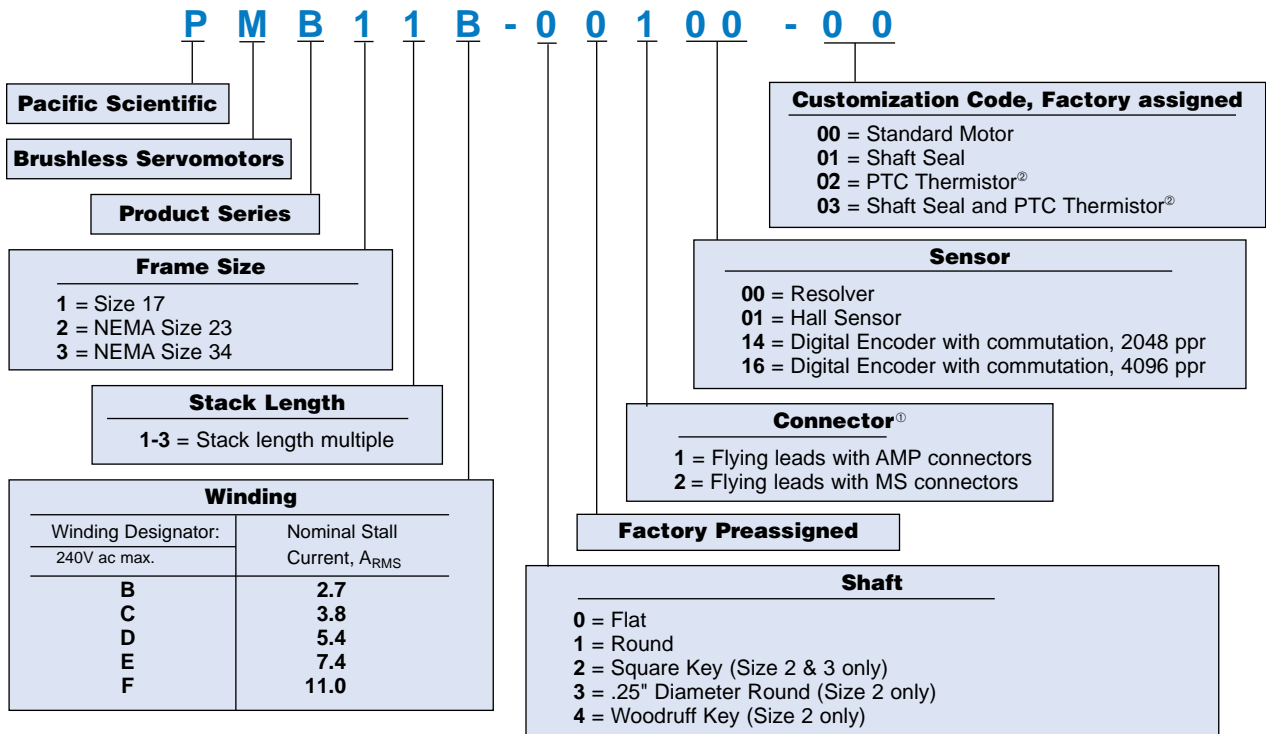 P M B 1 1 B - 0 0 1 0 0 - 0 0
Pacific Scientific
Brushless Servomotors
Product Series
Frame Size
1 = Size 17
2 = NEMA Size 23
3 = NEMA Size 34
Stack Length
1-3 = Stack length multiple
Winding
Winding Designator:
240V ac max.
Nominal Stall
Current, ARMS
B 2.7
C 3.8
D 5.4
E 7.4
F 11.0
Customization Code, Factory assigned
00 = Standard Motor
01 = Shaft Seal
02 = PTC Thermistor②
03 = Shaft Seal and PTC Thermistor②
Sensor
00 = Resolver
01 = Hall Sensor
14 = Digital Encoder with commutation, 2048 ppr
16 = Digital Encoder with commutation, 4096 ppr
Connector①
1 = Flying leads with AMP connectors
2 = Flying leads with MS connectors
Factory Preassigned
Shaft
0 = Flat
1 = Round
2 = Square Key (Size 2 & 3 only)
3 = .25" Diameter Round (Size 2 only)
4 = Woodruff Key (Size 2 only)